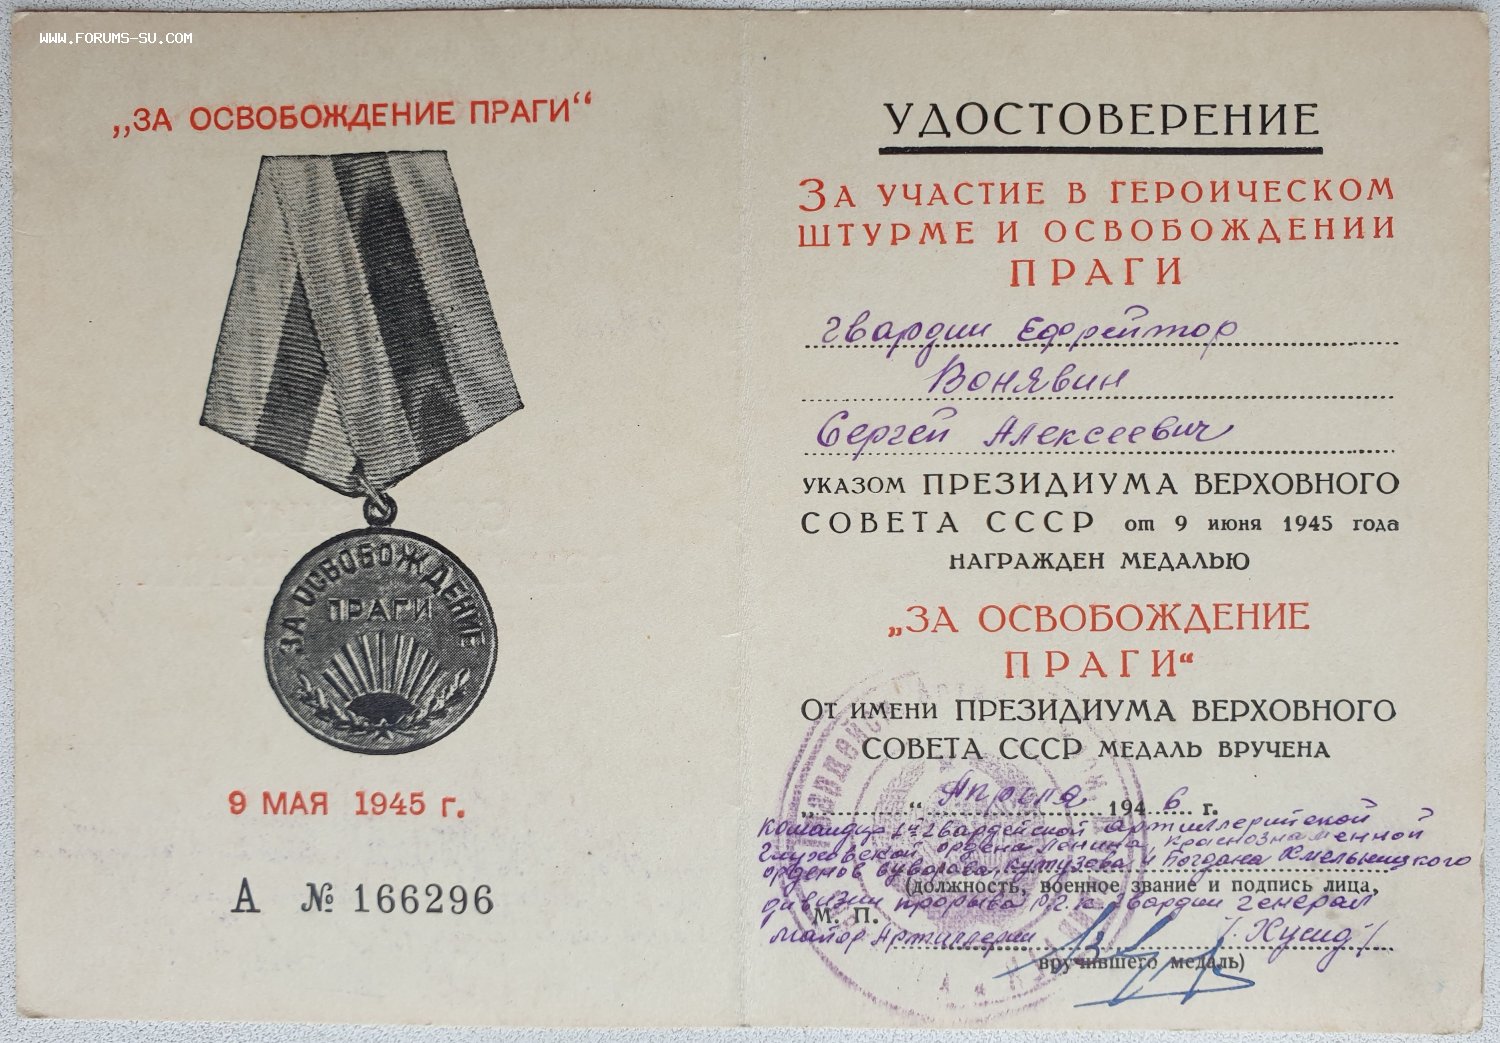 www.forums-su.com
„ЗА ОСВОБОЖДЕНИЕ ПРАГИ“
ЗА ОСВОБОЖДЕНИЕ
ПРАГИ
9 МАЯ 1945 г.
А № 166296
УДОСТОВЕРЕНИЕ
ЗА УЧАСТИЕ В ГЕРОИЧЕСКОМ
ШТУРМЕ И ОСВОБОЖДЕНИИ
ПРАГИ
гвардии Ефрейтор
Вонявин
Сергей Алексеевич
УКАЗОМ ПРЕЗИДИУМА ВЕРХОВНОГО
СОВЕТА СССР от 9 июня 1945 года
НАГРАЖДЕН МЕДАЛЬЮ
„ЗА ОСВОБОЖДЕНИЕ
ПРАГИ“
ОТ ИМЕНИ ПРЕЗИДИУМА ВЕРХОВНОГО
СОВЕТА СССР МЕДАЛЬ ВРУЧЕНА
„ “ Апреля 1946 г.
Командир 1й гвардейской артиллерийской
Глуховской ордена Ленина, краснознаменной
орденов Суворова, Кутузова и Богдана Хмельницкого
(должность, военное звание и подпись лица,
дивизии прорыва Р.Г.К гвардии генерал
М. П.
майор Артиллерии /Хусид/
вручившего медаль)